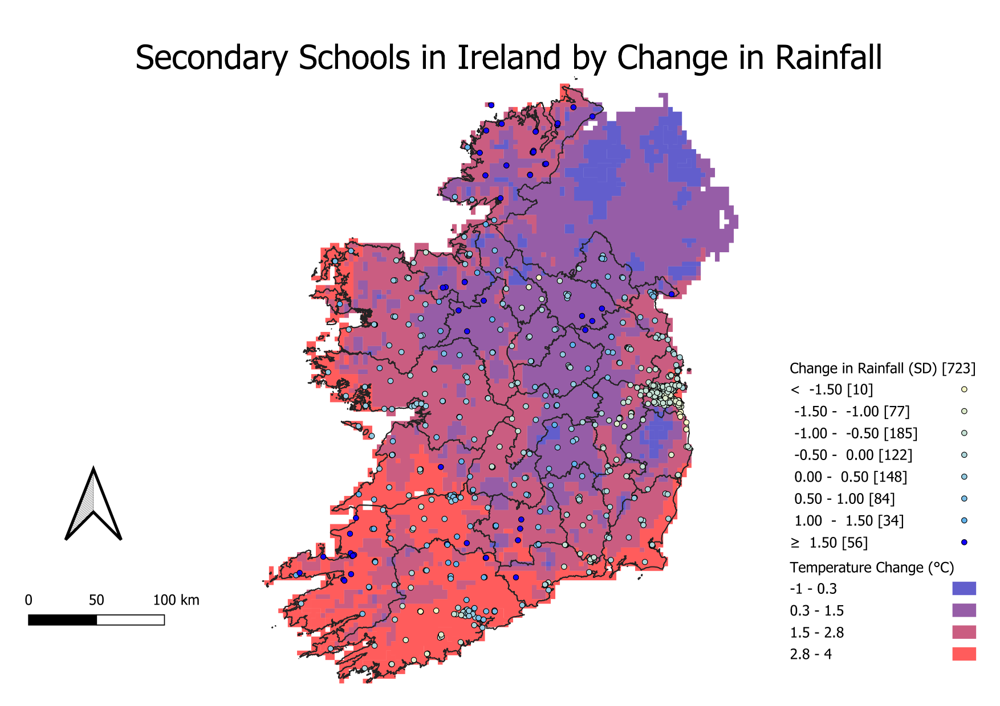 Secondary Schools in Ireland by Change in Rainfall
Change in Rainfall (SD) [723]
< -1.50 [10]
-1.50 - -1.00 [77]
-1.00 - -0.50 [185]
-0.50 - 0.00 [122]
0.00 - 0.50 [148]
0.50 - 1.00 [84]
1.00 - 1.50 [34]
≥ 1.50 [56]
Temperature Change (°C)
-1 - 0.3
0.3 - 1.5
1.5 - 2.8
2.8 - 4
0 50 100 km